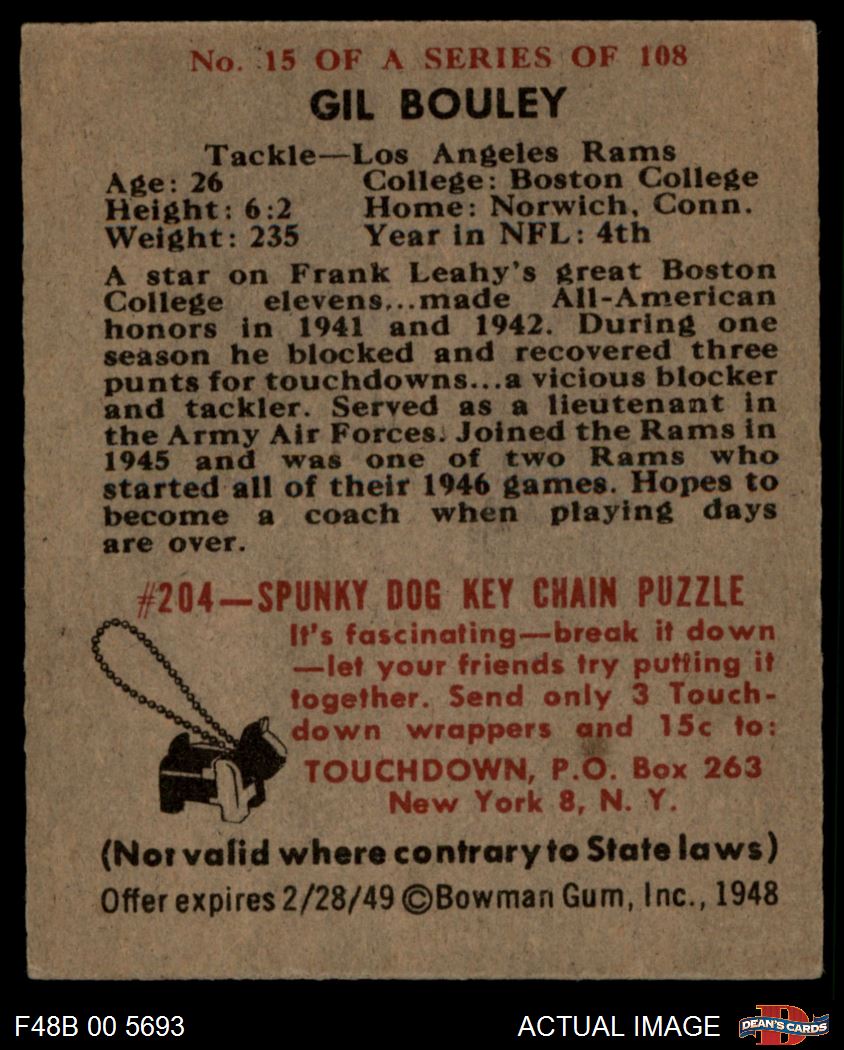 No. 15 OF A SERIES OF 108
GIL BOULEY
Tackle—Los Angeles Rams
Age: 26 College: Boston College
Height: 6:2 Home: Norwich, Conn.
Weight: 235 Year in NFL: 4th
A star on Frank Leahy's great Boston
College elevens...made All-American
honors in 1941 and 1942. During one
season he blocked and recovered three
punts for touchdowns...a vicious blocker
and tackler. Served as a lieutenant in
the Army Air Forces. Joined the Rams in
1945 and was one of two Rams who
started all of their 1946 games. Hopes to
become a coach when playing days
are over.
#204—SPUNKY DOG KEY CHAIN PUZZLE
It's fascinating—break it down
—let your friends try putting it
together. Send only 3 Touch-
down wrappers and 15c to:
TOUCHDOWN, P.O. Box 263
New York 8, N. Y.
(Not valid where contrary to State laws)
Offer expires 2/28/49 ©Bowman Gum, Inc., 1948
F48B 00 5693 ACTUAL IMAGE D DEAN'S CARDS